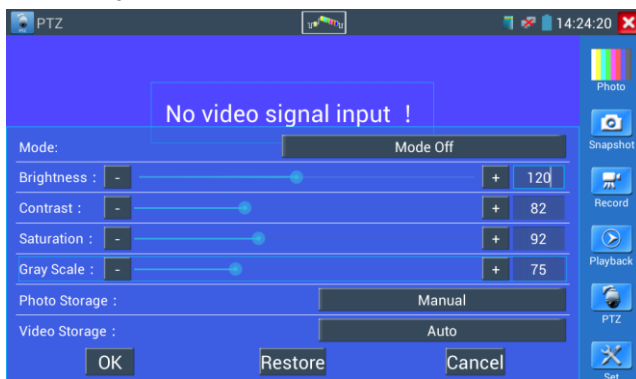 PTZ 14:24:20
Photo
No video signal input !
Snapshot
Mode: Mode Off
Brightness : - + 120
Record
Contrast : - + 82
Saturation : - + 92
Playback
Gray Scale : - + 75
Photo Storage : Manual
PTZ
Video Storage : Auto
OK Restore Cancel
Set